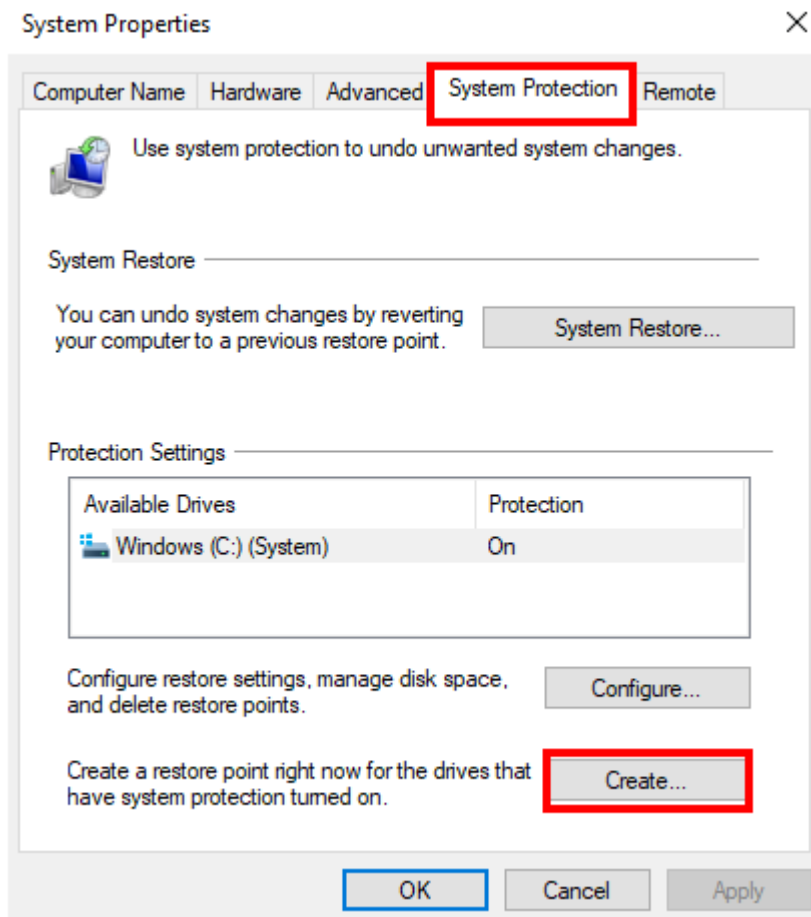 System Properties
Computer Name Hardware Advanced System Protection Remote
Use system protection to undo unwanted system changes.
System Restore
You can undo system changes by reverting
your computer to a previous restore point.
System Restore...
Protection Settings
Available Drives Protection
Windows (C:) (System) On
Configure restore settings, manage disk space,
and delete restore points.
Configure...
Create a restore point right now for the drives that
have system protection turned on.
Create...
OK Cancel Apply